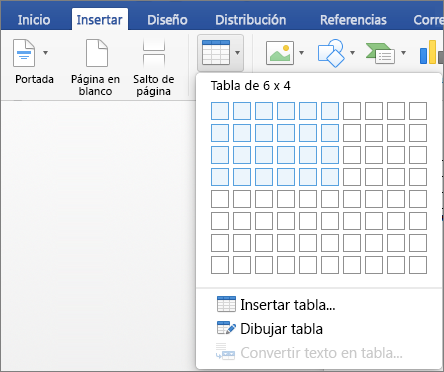 Inicio Insertar Diseño Distribución Referencias Corre
Portada
Página en
blanco
Salto de
página
Tabla de 6 x 4
Insertar tabla...
Dibujar tabla
Convertir texto en tabla...